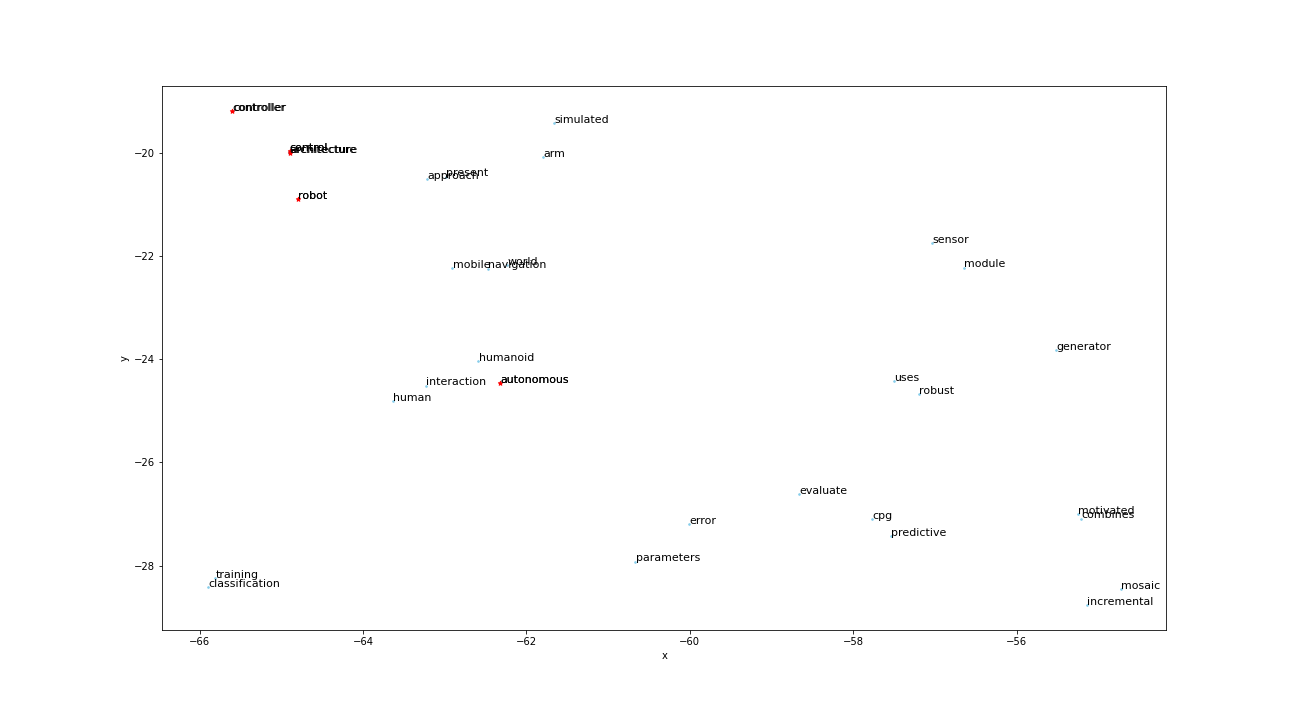 controller
simulated
control
architecture
arm
present
approach
robot
sensor
world
mobile
navigation
module
generator
humanoid
uses
autonomous
interaction
robust
human
evaluate
motivated
combines
cpg
error
predictive
parameters
training
classification
mosaic
incremental
y
−20
−22
−24
−26
−28
−66
−64
−62
−60
−58
−56
x